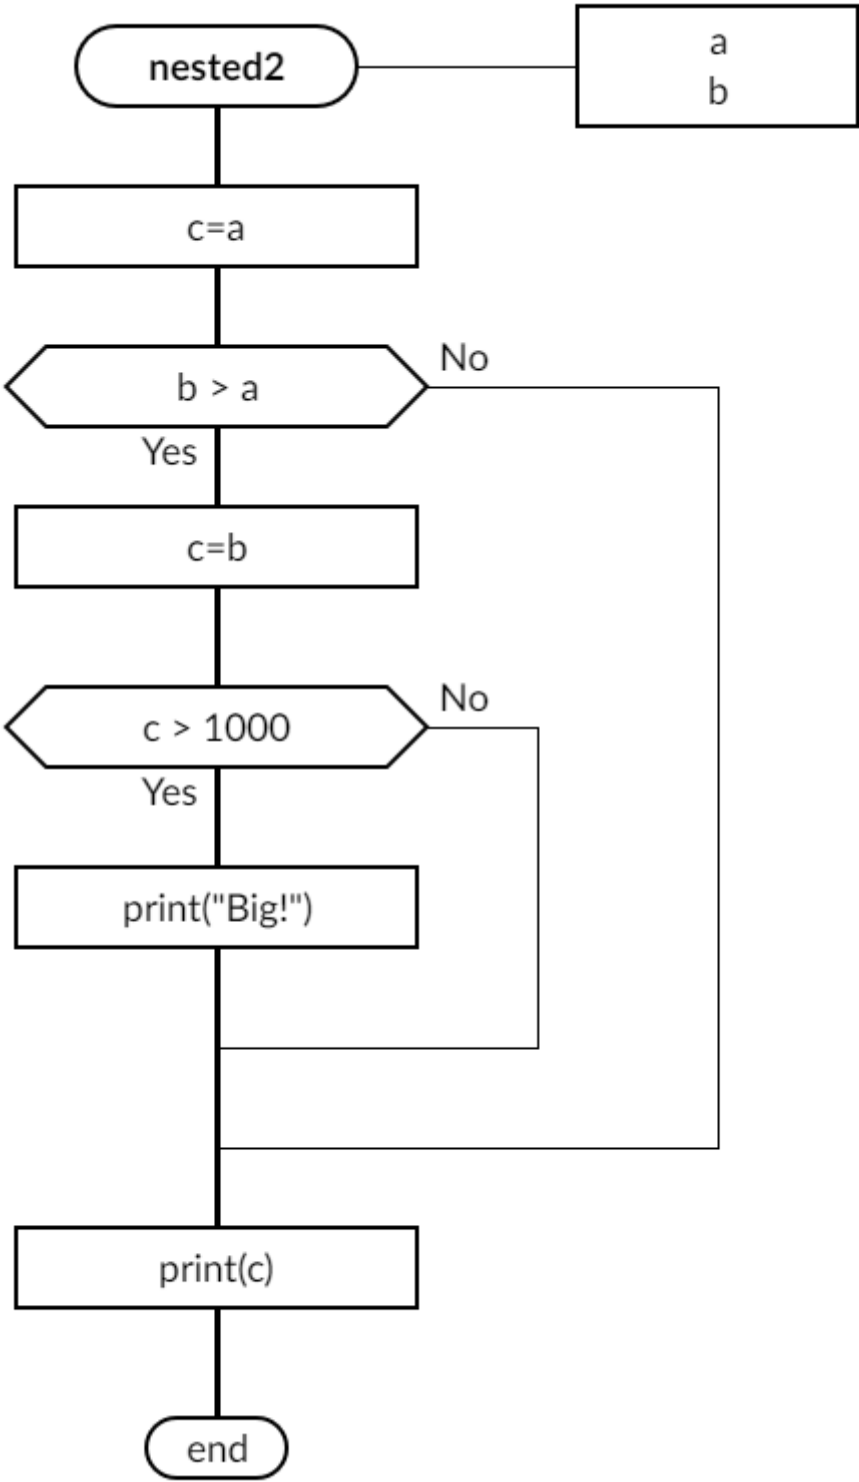 nested2
a
b
c=a
b > a
No
Yes
c=b
c > 1000
No
Yes
print("Big!")
print(c)
end